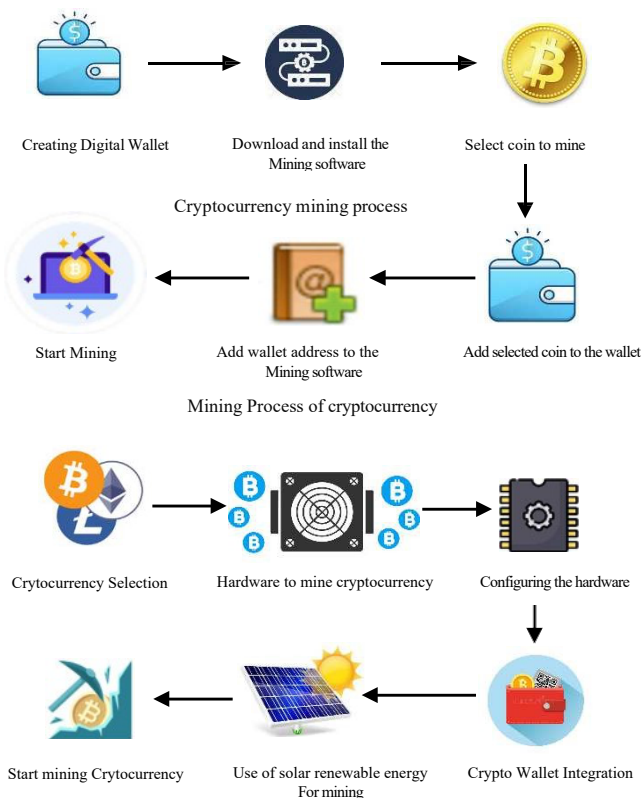 Creating Digital Wallet
Download and install the
Mining software
Select coin to mine
Cryptocurrency mining process
Start Mining
Add wallet address to the
Mining software
Add selected coin to the wallet
Mining Process of cryptocurrency
Crytocurrency Selection
Hardware to mine cryptocurrency
Configuring the hardware
Start mining Crytocurrency
Use of solar renewable energy
For mining
Crypto Wallet Integration